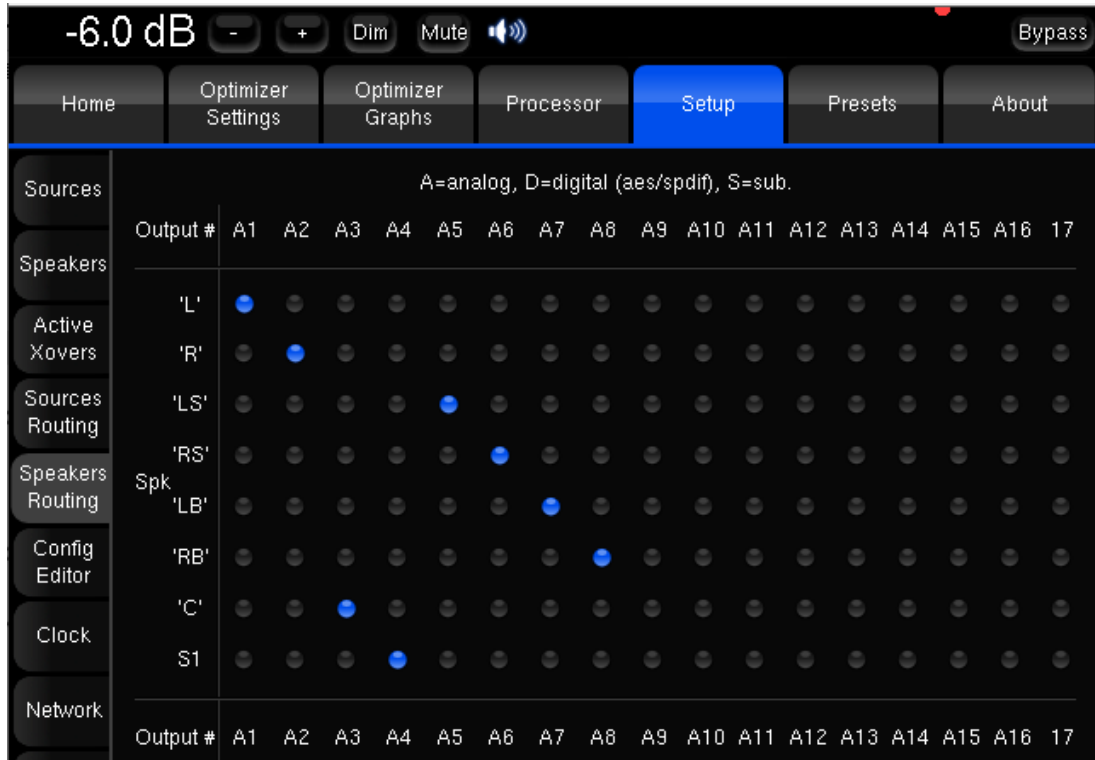 -6.0 dB - + Dim Mute Bypass
Home Optimizer Settings Optimizer Graphs Processor Setup Presets About
Sources
Speakers
Active
Xovers
Sources
Routing
Speakers
Routing
Config
Editor
Clock
Network
A=analog, D=digital (aes/spdif), S=sub.
Output # A1 A2 A3 A4 A5 A6 A7 A8 A9 A10 A11 A12 A13 A14 A15 A16 17
Spk
'L'
'R'
'LS'
'RS'
'LB'
'RB'
'C'
S1
Output # A1 A2 A3 A4 A5 A6 A7 A8 A9 A10 A11 A12 A13 A14 A15 A16 17